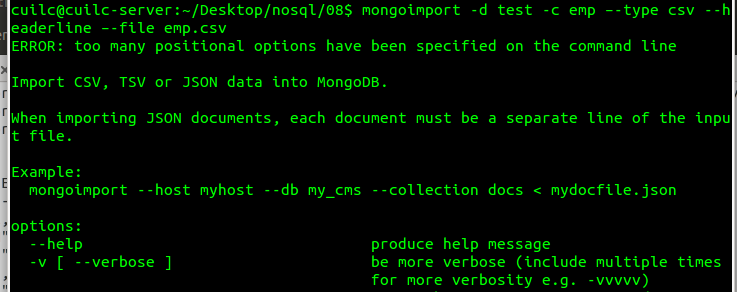 cuilc@cuilc-server:~/Desktop/nosql/08$ mongoimport -d test -c emp –-type csv –-h
eaderline –-file emp.csv
ERROR: too many positional options have been specified on the command line
Import CSV, TSV or JSON data into MongoDB.
When importing JSON documents, each document must be a separate line of the inpu
t file.
Example:
  mongoimport --host myhost --db my_cms --collection docs < mydocfile.json
options:
  --help                                produce help message
  -v [ --verbose ]                      be more verbose (include multiple times
                                        for more verbosity e.g. -vvvvv)